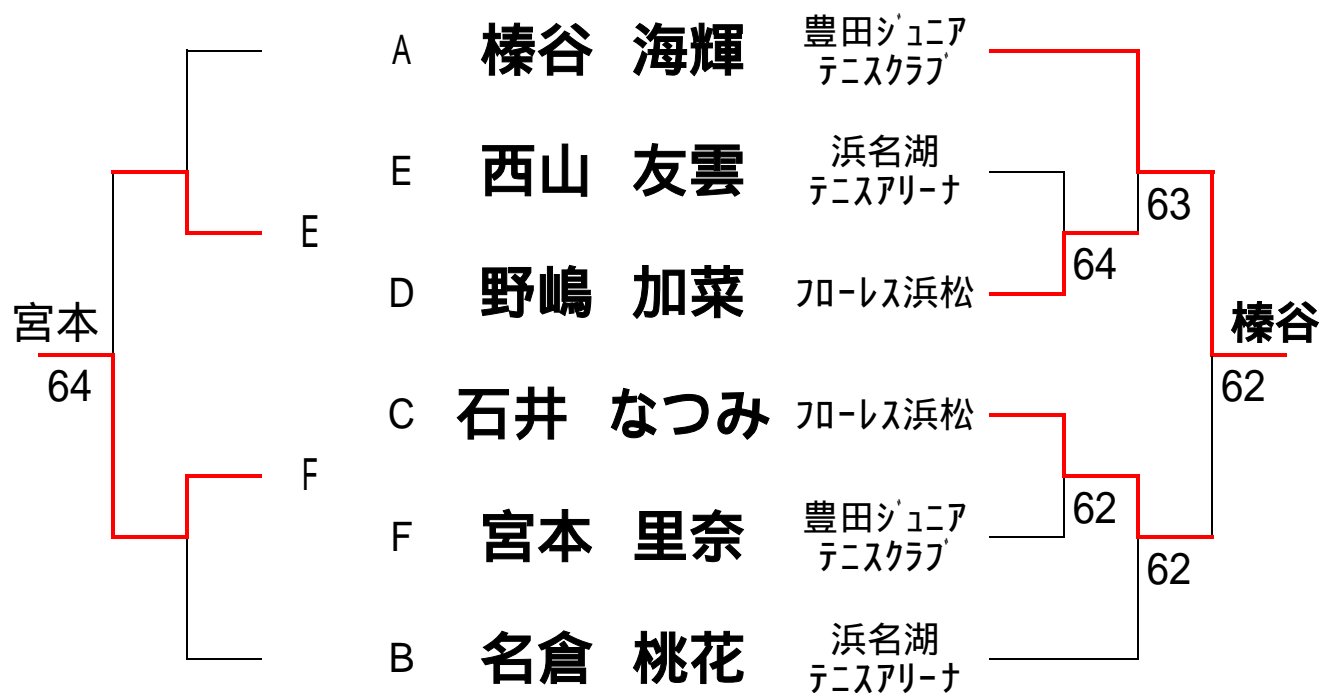 A 榛谷 海輝 豊田ｼﾞｭﾆｱ
ﾃﾆｽｸﾗﾌﾞ
E 西山 友雲 浜名湖
ﾃﾆｽｱﾘｰﾅ
63
E
64
D 野嶋 加菜 ﾌﾛｰﾚｽ浜松
宮本
榛谷
64
62
C 石井 なつみ ﾌﾛｰﾚｽ浜松
F
62
F 宮本 里奈 豊田ｼﾞｭﾆｱ
ﾃﾆｽｸﾗﾌﾞ
62
B 名倉 桃花 浜名湖
ﾃﾆｽｱﾘｰﾅ